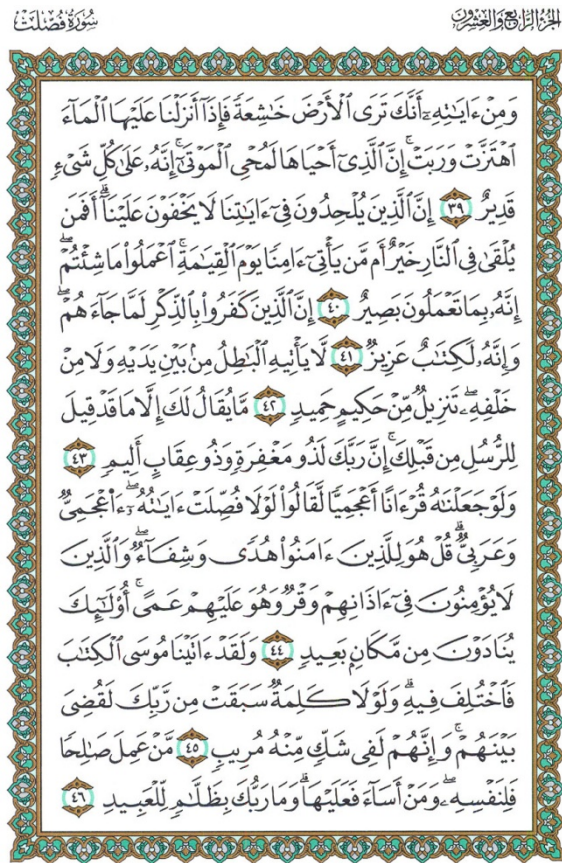 الجزء الرابع والعشرون
سورة فصلت
وَمِنْ ءَايَٰتِهِۦٓ أَنَّكَ تَرَى ٱلْأَرْضَ خَٰشِعَةً فَإِذَآ أَنزَلْنَا عَلَيْهَا ٱلْمَآءَ
ٱهْتَزَّتْ وَرَبَتْ ۚ إِنَّ ٱلَّذِىٓ أَحْيَاهَا لَمُحْىِ ٱلْمَوْتَىٰٓ ۚ إِنَّهُۥ عَلَىٰ كُلِّ شَىْءٍ
قَدِيرٌ ٣٩ إِنَّ ٱلَّذِينَ يُلْحِدُونَ فِىٓ ءَايَٰتِنَا لَا يَخْفَوْنَ عَلَيْنَآ ۗ أَفَمَن
يُلْقَىٰ فِى ٱلنَّارِ خَيْرٌ أَم مَّن يَأْتِىٓ ءَامِنًا يَوْمَ ٱلْقِيَٰمَةِ ۚ ٱعْمَلُوا۟ مَا شِئْتُمْ ۖ
إِنَّهُۥ بِمَا تَعْمَلُونَ بَصِيرٌ ٤٠ إِنَّ ٱلَّذِينَ كَفَرُوا۟ بِٱلذِّكْرِ لَمَّا جَآءَهُمْ ۖ
وَإِنَّهُۥ لَكِتَٰبٌ عَزِيزٌ ٤١ لَّا يَأْتِيهِ ٱلْبَٰطِلُ مِنۢ بَيْنِ يَدَيْهِ وَلَا مِنْ
خَلْفِهِۦ ۖ تَنزِيلٌ مِّنْ حَكِيمٍ حَمِيدٍ ٤٢ مَّا يُقَالُ لَكَ إِلَّا مَا قَدْ قِيلَ
لِلرُّسُلِ مِن قَبْلِكَ ۚ إِنَّ رَبَّكَ لَذُو مَغْفِرَةٍ وَذُو عِقَابٍ أَلِيمٍ ٤٣
وَلَوْ جَعَلْنَٰهُ قُرْءَانًا أَعْجَمِيًّا لَّقَالُوا۟ لَوْلَا فُصِّلَتْ ءَايَٰتُهُۥٓ ۖ ءَا۬عْجَمِىٌّ
وَعَرَبِىٌّ ۗ قُلْ هُوَ لِلَّذِينَ ءَامَنُوا۟ هُدًى وَشِفَآءٌ ۖ وَٱلَّذِينَ
لَا يُؤْمِنُونَ فِىٓ ءَاذَانِهِمْ وَقْرٌ وَهُوَ عَلَيْهِمْ عَمًى ۚ أُو۟لَٰٓئِكَ
يُنَادَوْنَ مِن مَّكَانٍۭ بَعِيدٍ ٤٤ وَلَقَدْ ءَاتَيْنَا مُوسَى ٱلْكِتَٰبَ
فَٱخْتُلِفَ فِيهِ ۗ وَلَوْلَا كَلِمَةٌ سَبَقَتْ مِن رَّبِّكَ لَقُضِىَ
بَيْنَهُمْ ۚ وَإِنَّهُمْ لَفِى شَكٍّ مِّنْهُ مُرِيبٍ ٤٥ مَّنْ عَمِلَ صَٰلِحًا
فَلِنَفْسِهِۦ ۖ وَمَنْ أَسَآءَ فَعَلَيْهَا ۗ وَمَا رَبُّكَ بِظَلَّٰمٍ لِّلْعَبِيدِ ٤٦